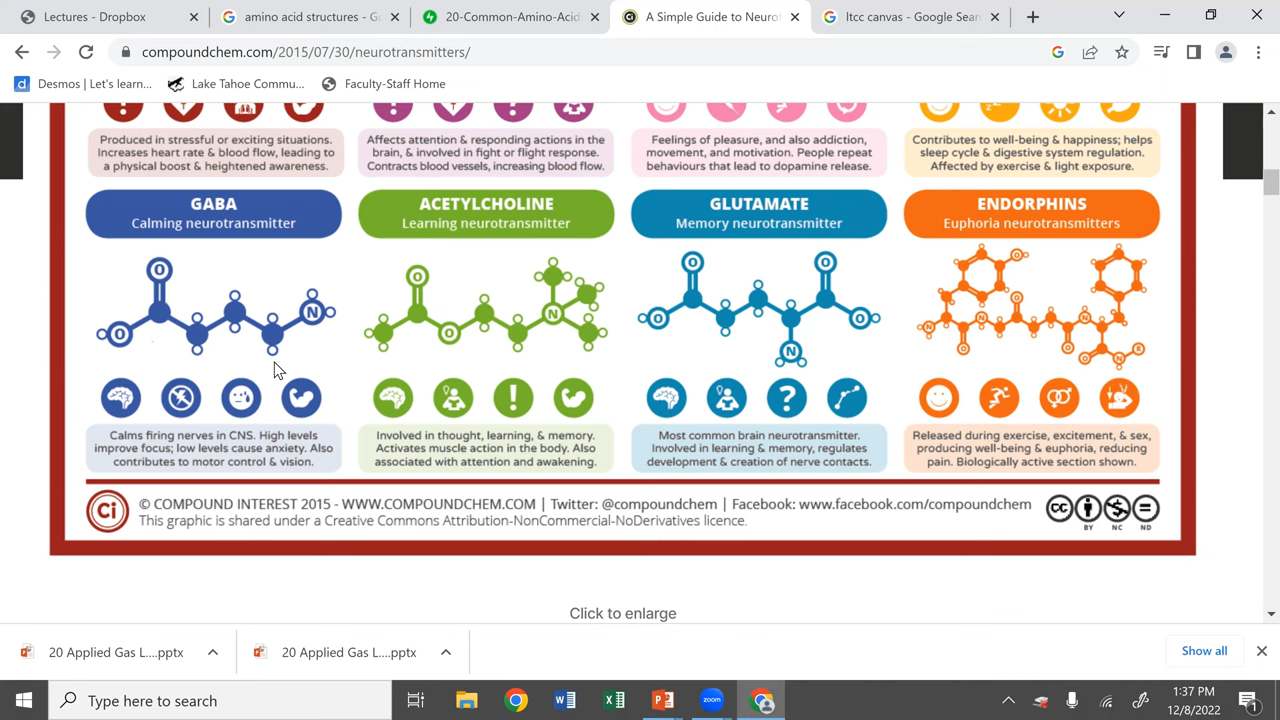 Lectures - Dropbox
amino acid structures - Go
20-Common-Amino-Acid
A Simple Guide to Neurot
ltcc canvas - Google Sear
compoundchem.com/2015/07/30/neurotransmitters/
Desmos | Let's learn...
Lake Tahoe Commu...
Faculty-Staff Home
Produced in stressful or exciting situations.
Increases heart rate & blood flow, leading to
a physical boost & heightened awareness.
Affects attention & responding actions in the
brain, & involved in fight or flight response.
Contracts blood vessels, increasing blood flow.
Feelings of pleasure, and also addiction,
movement, and motivation. People repeat
behaviours that lead to dopamine release.
Contributes to well-being & happiness; helps
sleep cycle & digestive system regulation.
Affected by exercise & light exposure.
GABA
Calming neurotransmitter
ACETYLCHOLINE
Learning neurotransmitter
GLUTAMATE
Memory neurotransmitter
ENDORPHINS
Euphoria neurotransmitters
Calms firing nerves in CNS. High levels
improve focus; low levels cause anxiety. Also
contributes to motor control & vision.
Involved in thought, learning, & memory.
Activates muscle action in the body. Also
associated with attention and awakening.
Most common brain neurotransmitter.
Involved in learning & memory, regulates
development & creation of nerve contacts.
Released during exercise, excitement, & sex,
producing well-being & euphoria, reducing
pain. Biologically active section shown.
Ci
© COMPOUND INTEREST 2015 - WWW.COMPOUNDCHEM.COM | Twitter: @compoundchem | Facebook: www.facebook.com/compoundchem
This graphic is shared under a Creative Commons Attribution-NonCommercial-NoDerivatives licence.
cc
BY NC ND
Click to enlarge
20 Applied Gas L....pptx
20 Applied Gas L....pptx
Show all
Type here to search
zoom
1:37 PM
12/8/2022
1